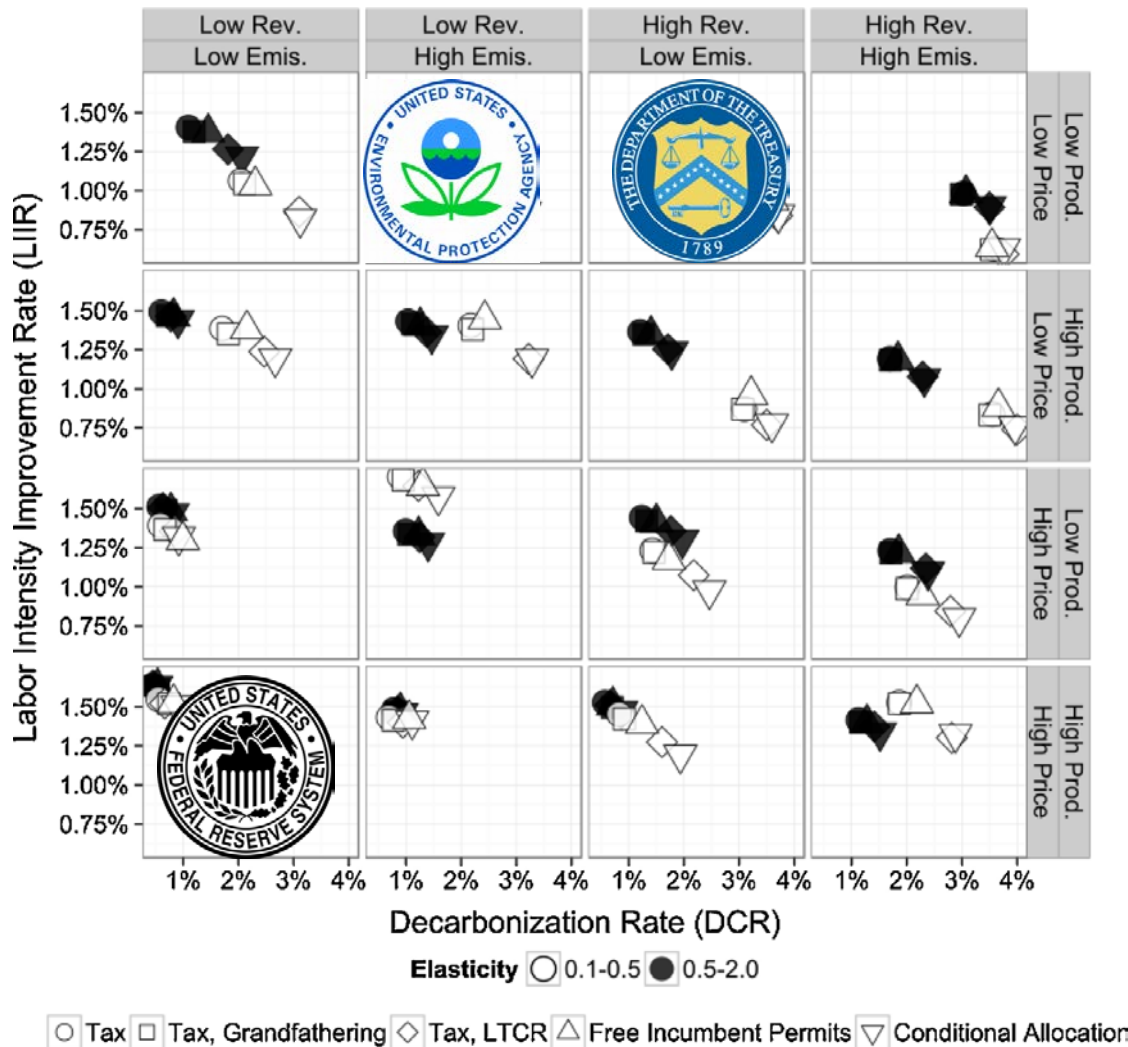 Low Rev. Low Rev. High Rev. High Rev.
Low Emis. High Emis. Low Emis. High Emis.
Labor Intensity Improvement Rate (LIIR)
1.50%
1.25%
1.00%
0.75%
UNITED STATES • ENVIRONMENTAL PROTECTION AGENCY •
THE DEPARTMENT OF THE TREASURY
1789
Low Prod.
Low Price
1.50%
1.25%
1.00%
0.75%
High Prod.
Low Price
1.50%
1.25%
1.00%
0.75%
Low Prod.
High Price
1.50%
1.25%
1.00%
0.75%
• UNITED STATES •
FEDERAL RESERVE SYSTEM
High Prod.
High Price
1% 2% 3% 4% 1% 2% 3% 4% 1% 2% 3% 4% 1% 2% 3% 4%
Decarbonization Rate (DCR)
Elasticity 0.1-0.5 0.5-2.0
Tax Tax, Grandfathering Tax, LTCR Free Incumbent Permits Conditional Allocation